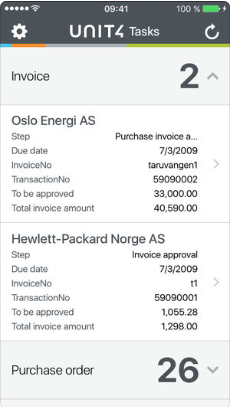 09:41 100 %
UNIT4 Tasks
Invoice 2
Oslo Energi AS
Step Purchase invoice a...
Due date 7/3/2009
InvoiceNo taruvangen1
TransactionNo 59090002
To be approved 33,000.00
Total invoice amount 40,590.00
Hewlett-Packard Norge AS
Step Invoice approval
Due date 7/3/2009
InvoiceNo t1
TransactionNo 59090001
To be approved 1,055.28
Total invoice amount 1,298.00
Purchase order 26